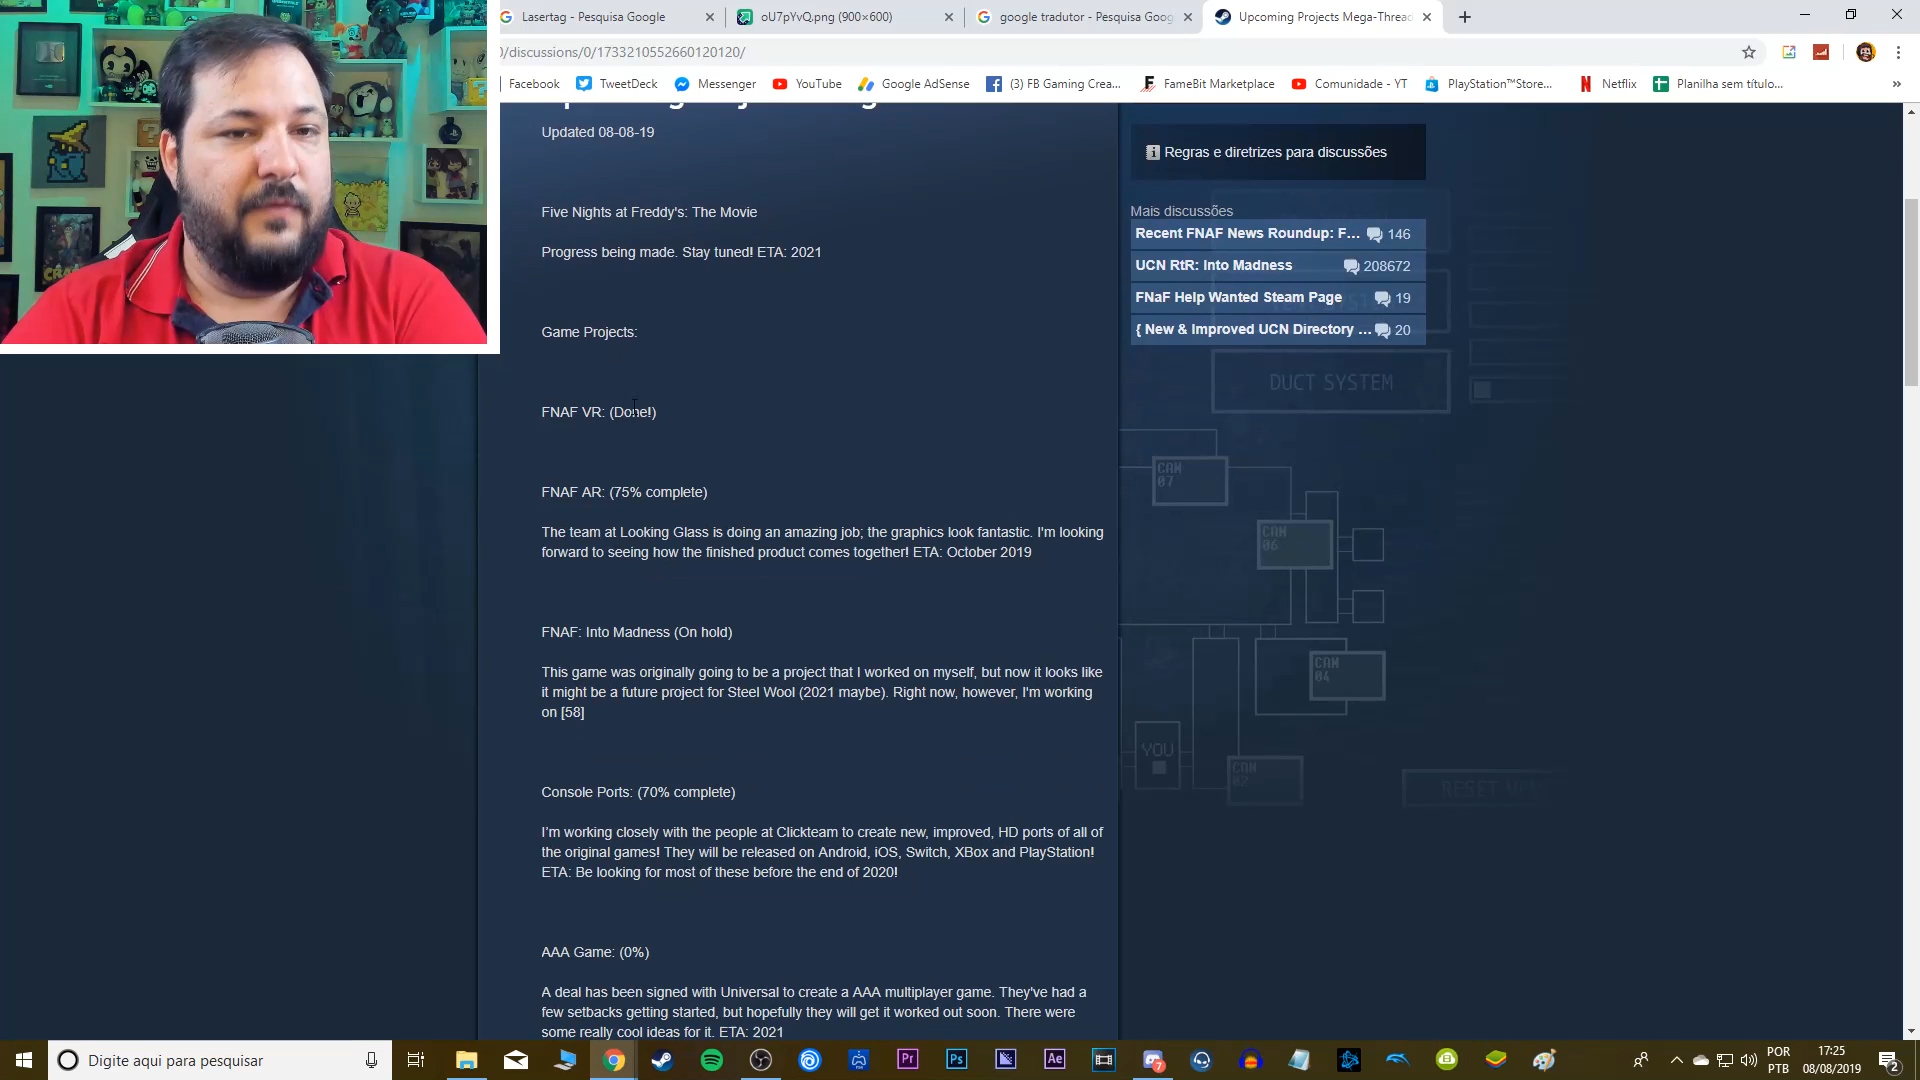 Lasertag - Pesquisa Google
oU7pYvQ.png (900×600)
google tradutor - Pesquisa Goog
Upcoming Projects Mega-Thread
/discussions/0/1733210552660120120/
Facebook
TweetDeck
Messenger
YouTube
Google AdSense
(3) FB Gaming Crea...
FameBit Marketplace
Comunidade - YT
PlayStation™Store...
Netflix
Planilha sem título...
»
Updated 08-08-19
Five Nights at Freddy's: The Movie
Progress being made. Stay tuned! ETA: 2021
Game Projects:
FNAF VR: (Done!)
FNAF AR: (75% complete)
The team at Looking Glass is doing an amazing job; the graphics look fantastic. I'm looking
forward to seeing how the finished product comes together! ETA: October 2019
FNAF: Into Madness (On hold)
This game was originally going to be a project that I worked on myself, but now it looks like
it might be a future project for Steel Wool (2021 maybe). Right now, however, I'm working
on [58]
Console Ports: (70% complete)
I'm working closely with the people at Clickteam to create new, improved, HD ports of all of
the original games! They will be released on Android, iOS, Switch, XBox and PlayStation!
ETA: Be looking for most of these before the end of 2020!
AAA Game: (0%)
A deal has been signed with Universal to create a AAA multiplayer game. They've had a
few setbacks getting started, but hopefully they will get it worked out soon. There were
some really cool ideas for it. ETA: 2021
Regras e diretrizes para discussões
Mais discussões
Recent FNAF News Roundup: F... 146
UCN RtR: Into Madness 208672
FNaF Help Wanted Steam Page 19
{ New & Improved UCN Directory ... 20
DUCT SYSTEM
CAM
07
CAM
06
CAM
04
YOU
CAM
02
RESET VENT
Digite aqui para pesquisar
Pr
Ps
Ae
7
POR
PTB
17:25
08/08/2019
2